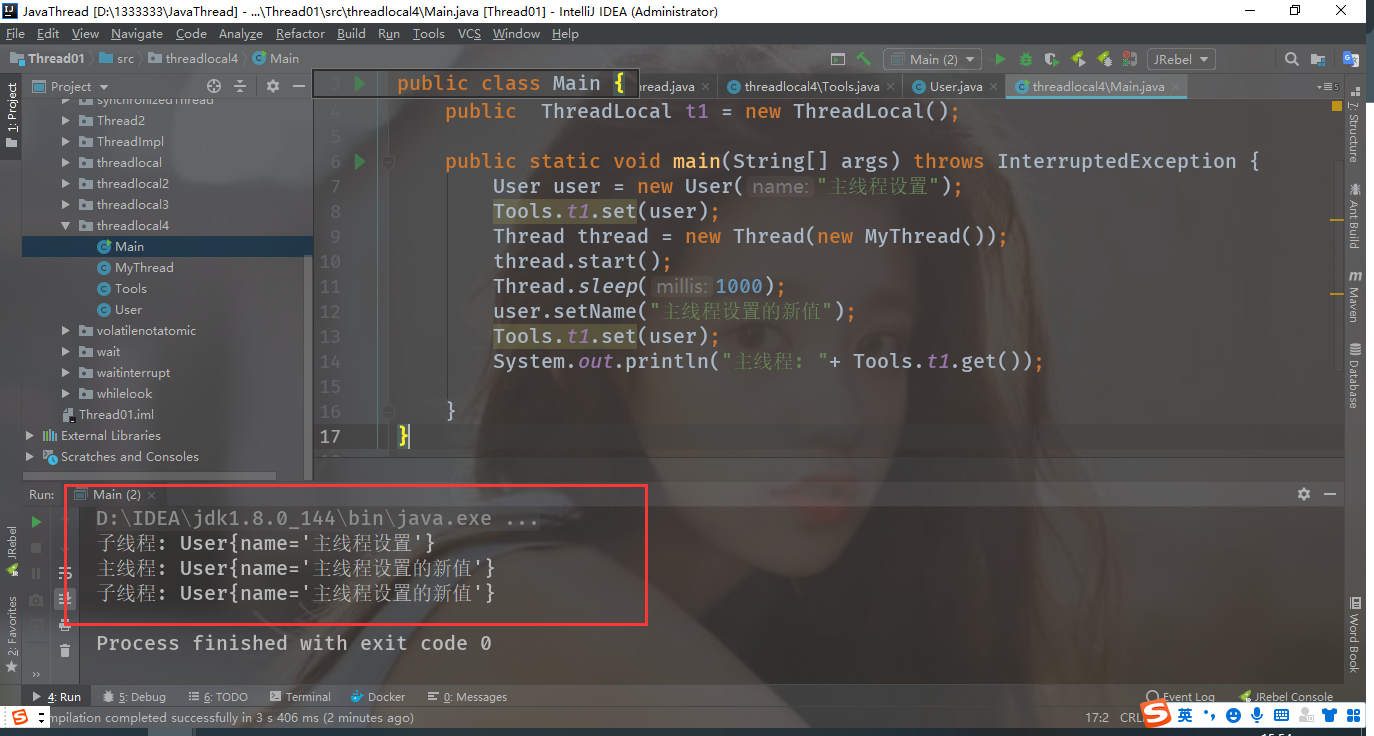 JavaThread [D:\1333333\JavaThread] - ...\Thread01\src\threadlocal4\Main.java [Thread01] - IntelliJ IDEA (Administrator)
File Edit View Navigate Code Analyze Refactor Build Run Tools VCS Window Help
Thread01 src threadlocal4 Main
Main (2)
JRebel
Project
public class Main {
hread.java
threadlocal4\Tools.java
User.java
threadlocal4\Main.java
synchronizedThread
Thread2
ThreadImpl
threadlocal
threadlocal2
threadlocal3
threadlocal4
Main
MyThread
Tools
User
volatilenotatomic
wait
waitinterrupt
whilelook
Thread01.iml
External Libraries
Scratches and Consoles
4 public  ThreadLocal t1 = new ThreadLocal();
5
6 public static void main(String[] args) throws InterruptedException {
7 User user = new User( name: "主线程设置");
8 Tools.t1.set(user);
9 Thread thread = new Thread(new MyThread());
10 thread.start();
11 Thread.sleep( millis: 1000);
12 user.setName("主线程设置的新值");
13 Tools.t1.set(user);
14 System.out.println("主线程: "+ Tools.t1.get());
15
16 }
17 }
1: Project
JRebel
2: Favorites
7: Structure
Ant Build
Maven
Database
Word Book
Run: Main (2)
D:\IDEA\jdk1.8.0_144\bin\java.exe ...
子线程: User{name='主线程设置'}
主线程: User{name='主线程设置的新值'}
子线程: User{name='主线程设置的新值'}
Process finished with exit code 0
4: Run 5: Debug 6: TODO Terminal Docker 0: Messages Event Log JRebel Console
mpilation completed successfully in 3 s 406 ms (2 minutes ago)
17:2 CRL
英